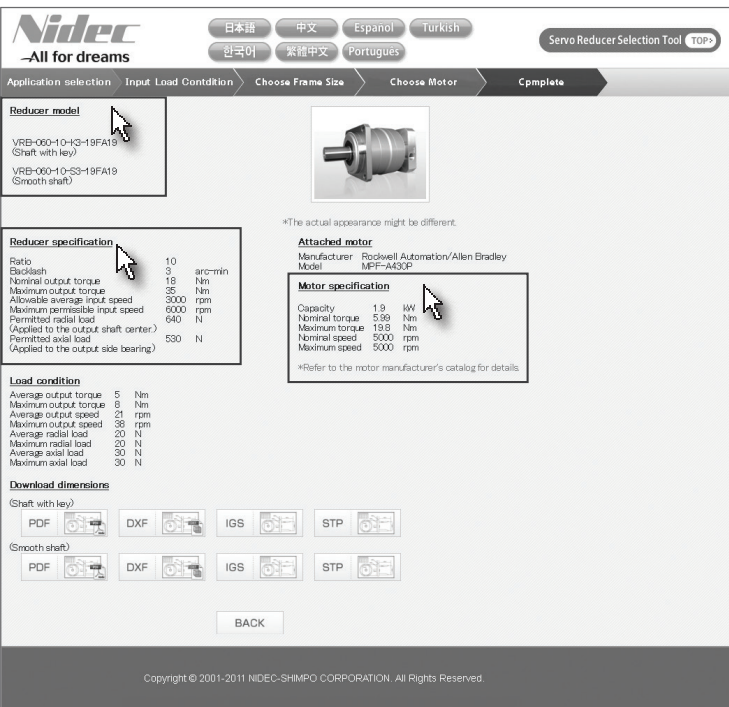 Nidec
-All for dreams
日本語 中文 Español Turkish
한국어 繁體中文 Português
Servo Reducer Selection Tool TOP>
Application selection Input Load Contdition Choose Frame Size Choose Motor Cpmplete
Reducer model
VRB-060-10-K3-19FA19
(Shaft with key)
VRB-060-10-S3-19FA19
(Smooth shaft)
*The actual appearance might be different.
Reducer specification
Ratio 10
Backlash 3 arc-min
Nominal output torque 18 Nm
Maximum output torque 35 Nm
Allowable average input speed 3000 rpm
Maximum permissible input speed 6000 rpm
Permitted radial load 640 N
(Applied to the output shaft center.)
Permitted axial load 530 N
(Applied to the output side bearing)
Attached motor
Manufacturer Rockwell Automation/Allen Bradley
Model MPF-A430P
Motor specification
Capacity 1.9 kW
Nominal torque 5.99 Nm
Maximum torque 19.8 Nm
Nominal speed 5000 rpm
Maximum speed 5000 rpm
*Refer to the motor manufacturer's catalog for details.
Load condition
Average output torque 5 Nm
Maximum output torque 8 Nm
Average output speed 21 rpm
Maximum output speed 38 rpm
Average radial load 20 N
Maximum radial load 20 N
Average axial load 30 N
Maximum axial load 30 N
Download dimensions
(Shaft with key)
PDF DXF IGS STP
(Smooth shaft)
PDF DXF IGS STP
BACK
Copyright © 2001-2011 NIDEC-SHIMPO CORPORATION. All Rights Reserved.